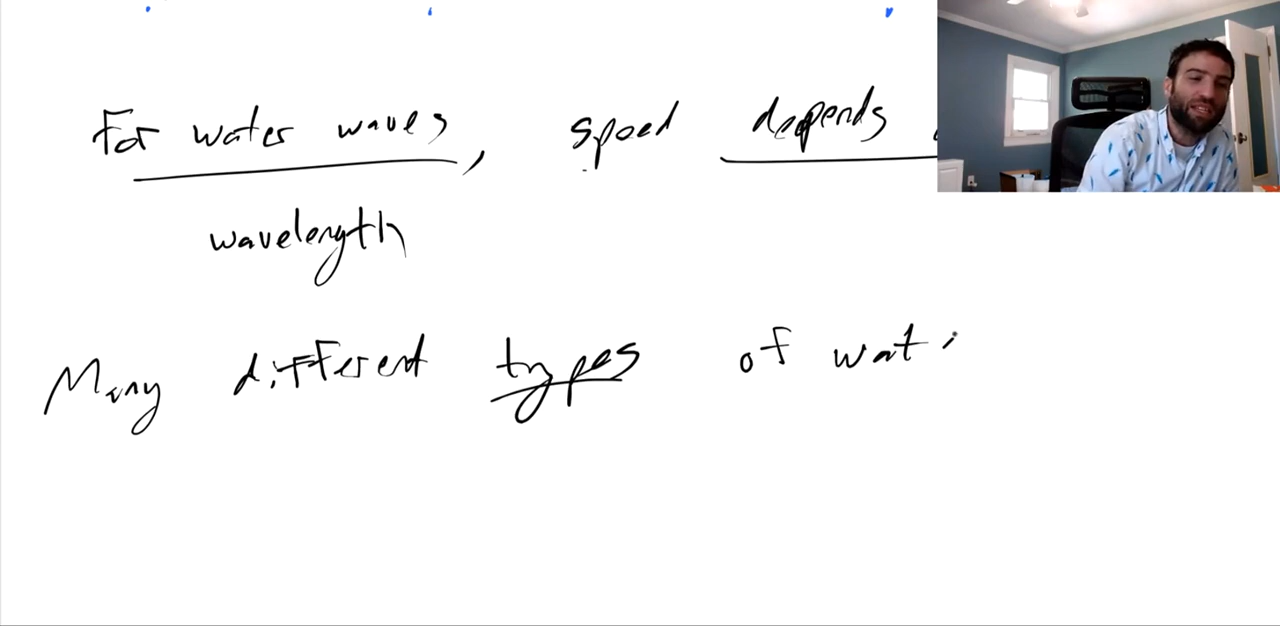 For water waves, speed depends
wavelength
Many different types of wat